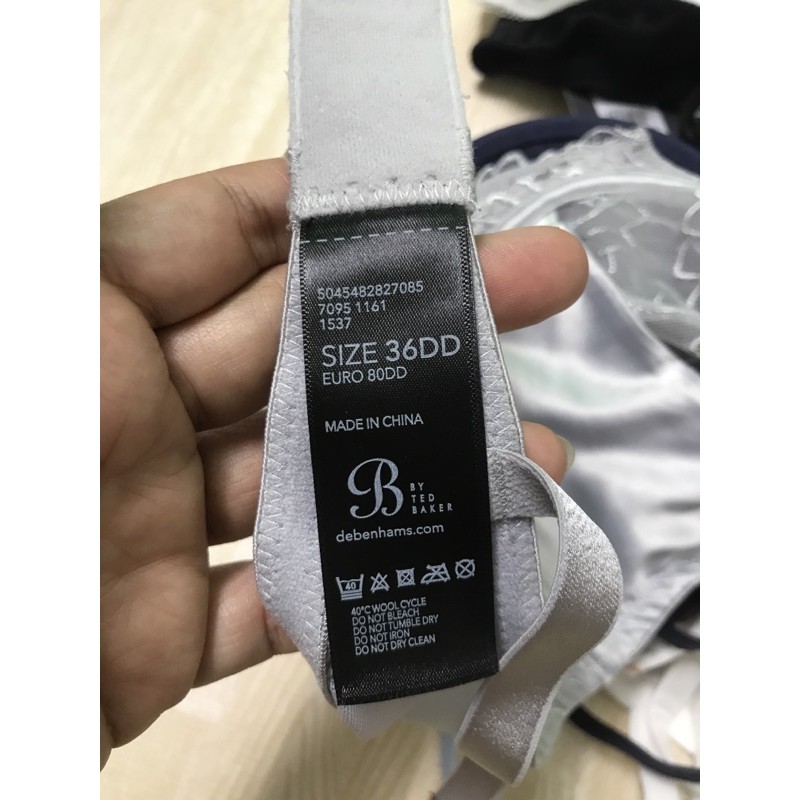 5045482827085
7095 1161
1537
SIZE 36DD
EURO 80DD
MADE IN CHINA
B BY
TED
BAKER
debenhams.com
40
40°C WOOL CYCLE
DO NOT BLEACH
DO NOT TUMBLE DRY
DO NOT IRON
DO NOT DRY CLEAN